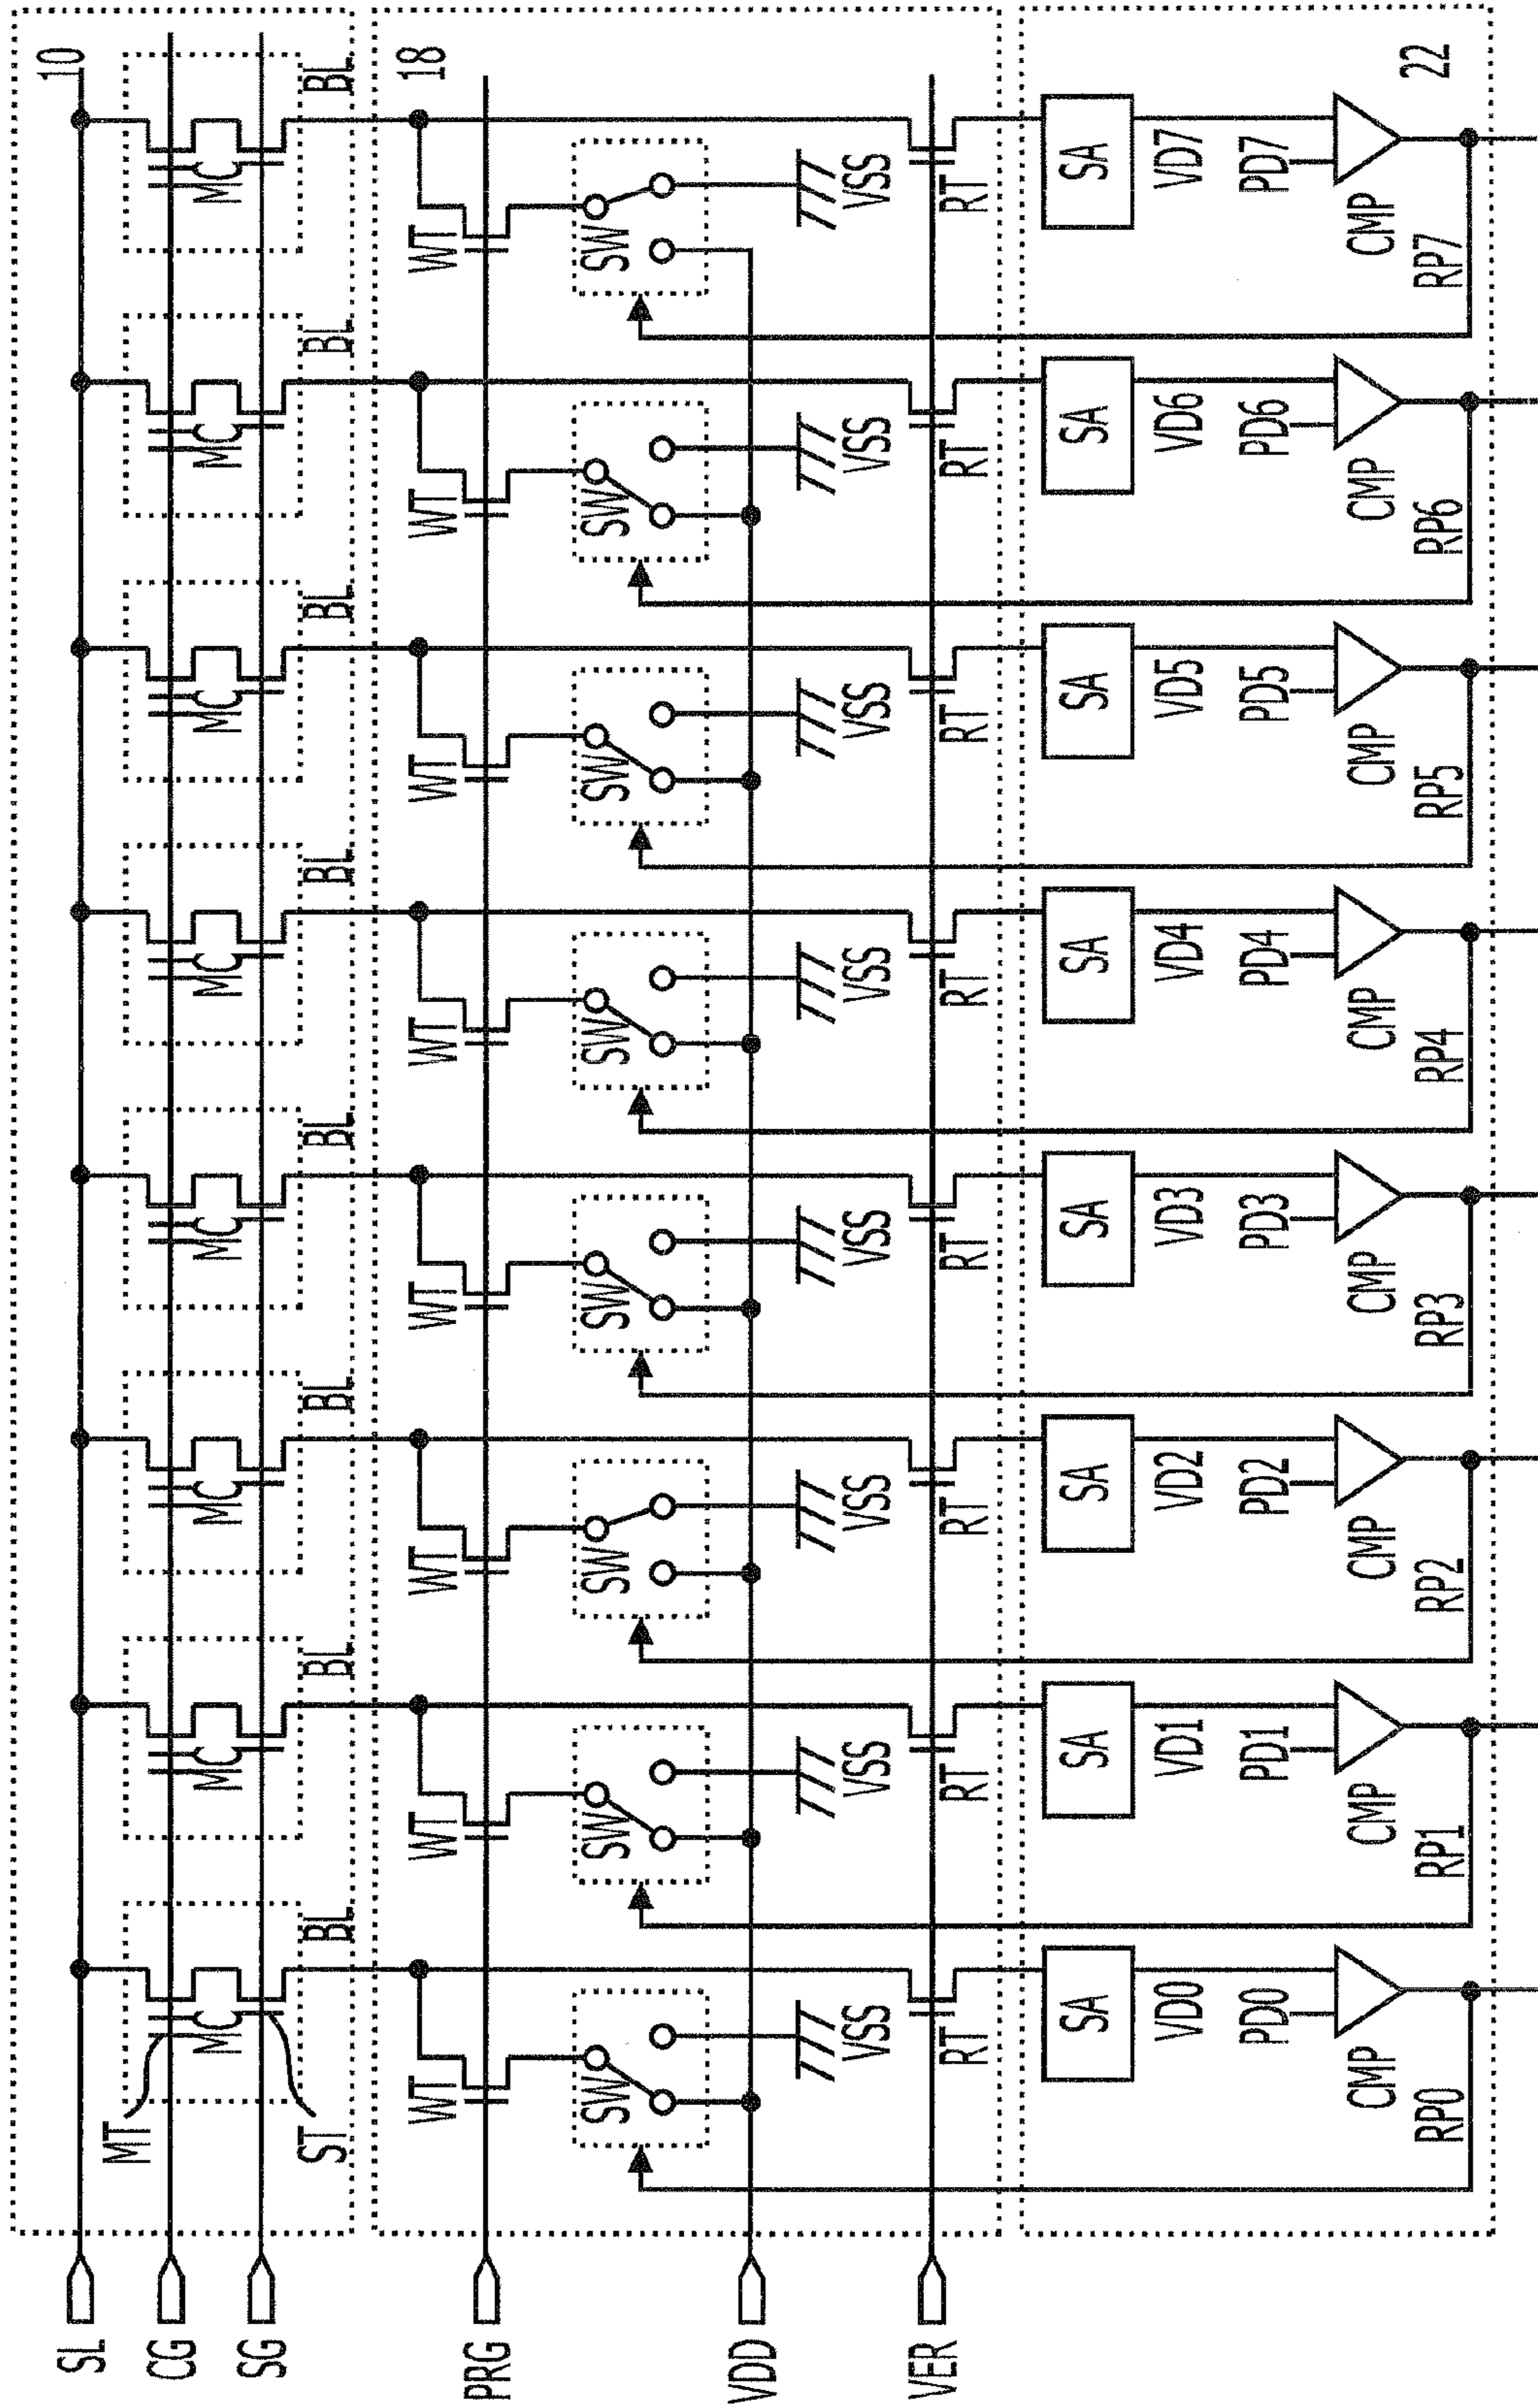 10
SL
CG
SG
MT
ST
MC MC MC MC MC MC MC MC
BL BL BL BL BL BL BL BL
18
PRG
WT WT WT WT WT WT WT WT
SW SW SW SW SW SW SW SW
VDD
VSS VSS VSS VSS VSS VSS VSS VSS
VER
RT RT RT RT RT RT RT RT
SA SA SA SA SA SA SA SA
VD0 VD1 VD2 VD3 VD4 VD5 VD6 VD7
PD0 PD1 PD2 PD3 PD4 PD5 PD6 PD7
CMP CMP CMP CMP CMP CMP CMP CMP
22
RP0 RP1 RP2 RP3 RP4 RP5 RP6 RP7